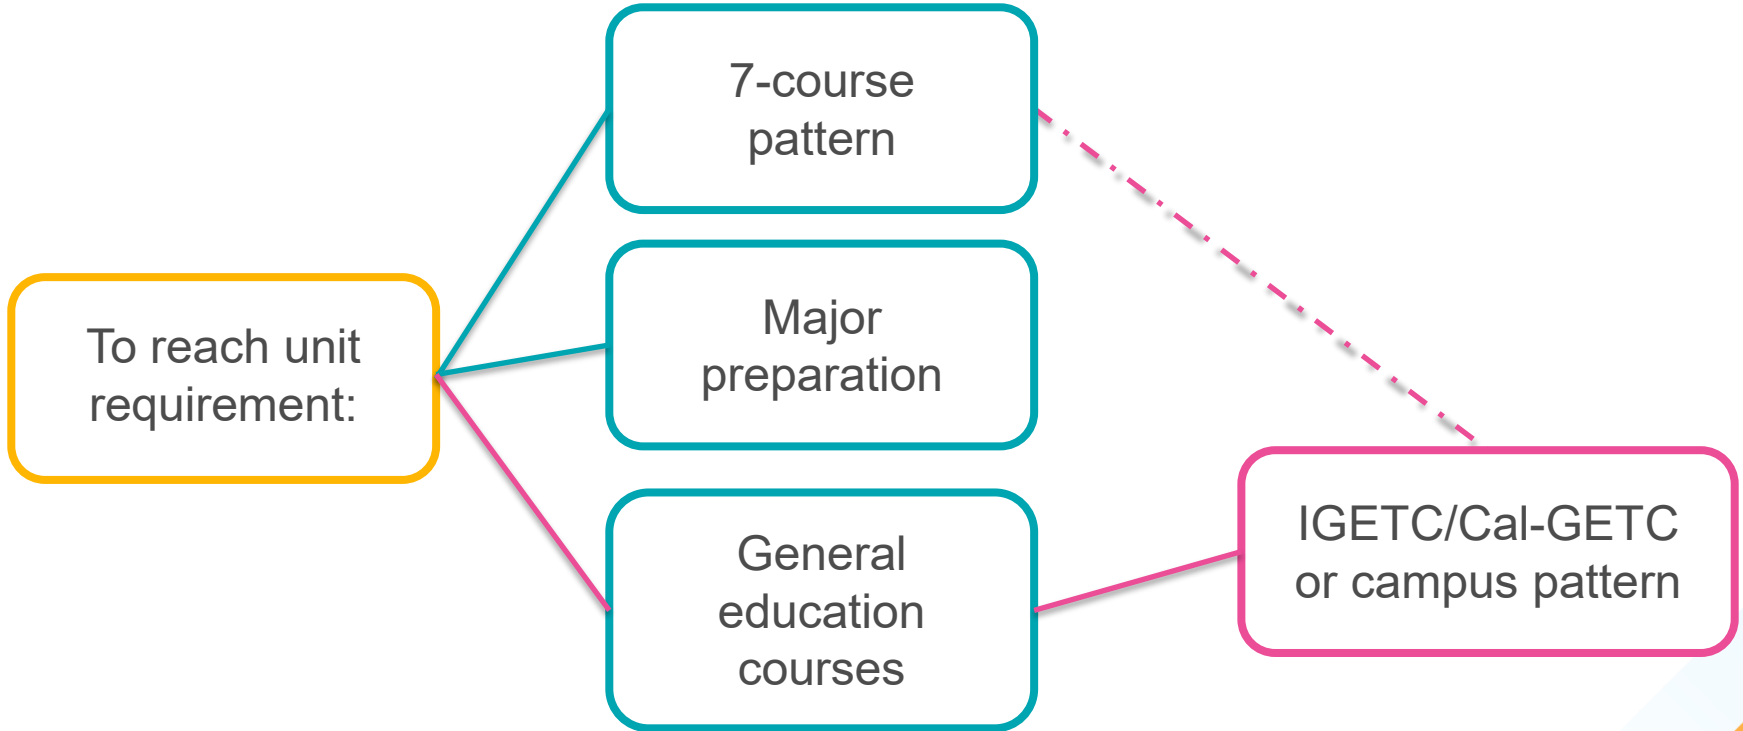 7-course
pattern
To reach unit
requirement:
Major
preparation
General
education
courses
IGETC/Cal-GETC
or campus pattern